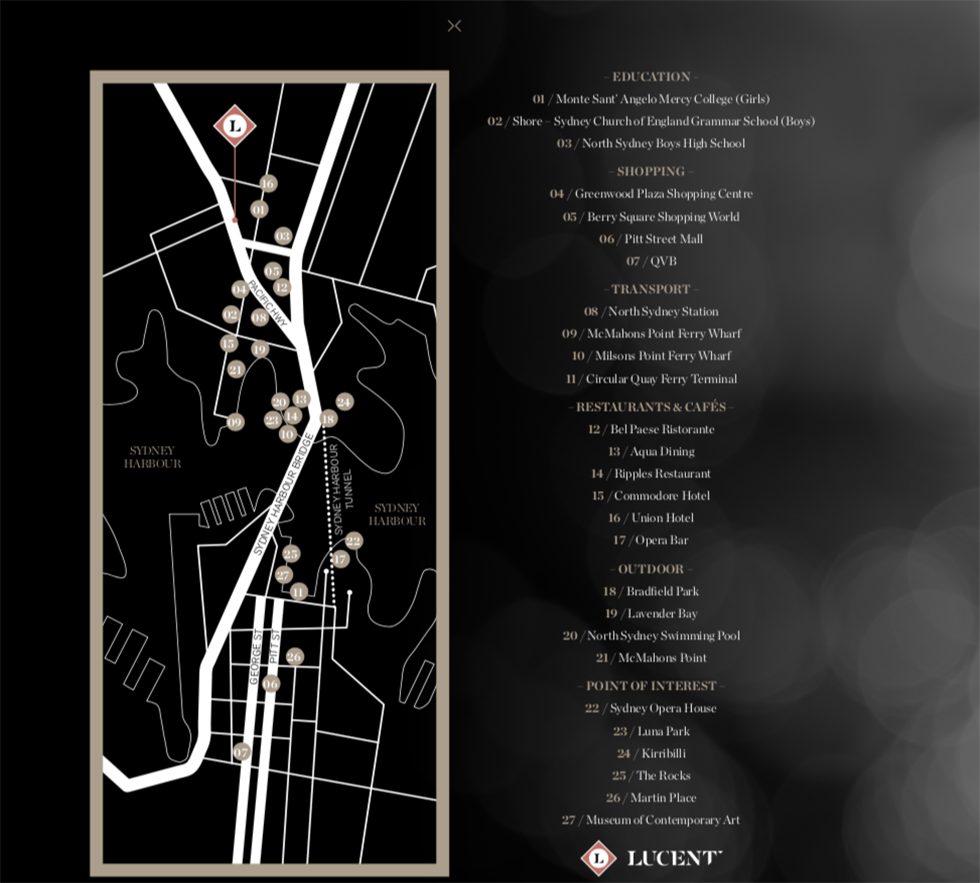 L
16
01
03
05
04
12
PACIFIC HWY
02
08
15
19
21
20
13
24
23
14
18
09
10
SYDNEY
HARBOUR
SYDNEY HARBOUR BRIDGE
SYDNEY HARBOUR
TUNNEL
SYDNEY
HARBOUR
22
25
17
27
11
GEORGE ST
PITT ST
26
06
07
– EDUCATION –
01 / Monte Sant' Angelo Mercy College (Girls)
02 / Shore – Sydney Church of England Grammar School (Boys)
03 / North Sydney Boys High School
– SHOPPING –
04 / Greenwood Plaza Shopping Centre
05 / Berry Square Shopping World
06 / Pitt Street Mall
07 / QVB
– TRANSPORT –
08 / North Sydney Station
09 / McMahons Point Ferry Wharf
10 / Milsons Point Ferry Wharf
11 / Circular Quay Ferry Terminal
– RESTAURANTS & CAFÉS –
12 / Bel Paese Ristorante
13 / Aqua Dining
14 / Ripples Restaurant
15 / Commodore Hotel
16 / Union Hotel
17 / Opera Bar
– OUTDOOR –
18 / Bradfield Park
19 / Lavender Bay
20 / North Sydney Swimming Pool
21 / McMahons Point
– POINT OF INTEREST –
22 / Sydney Opera House
23 / Luna Park
24 / Kirribilli
25 / The Rocks
26 / Martin Place
27 / Museum of Contemporary Art
L LUCENT